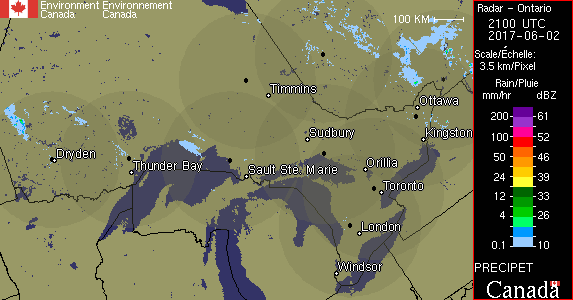 Environment Environnement
Canada Canada
100 KM
Timmins
Ottawa
Sudbury
Kingston
Dryden
Thunder Bay
Sault Ste. Marie
Orillia
Toronto
London
Windsor
Radar - Ontario
2100 UTC
2017-06-02
Scale/Échelle:
3.5 km/Pixel
Rain/Pluie
mm/hr dBZ
200 61
100 52
50 46
24 39
12 33
4 26
0.1 10
PRECIPET
Canada